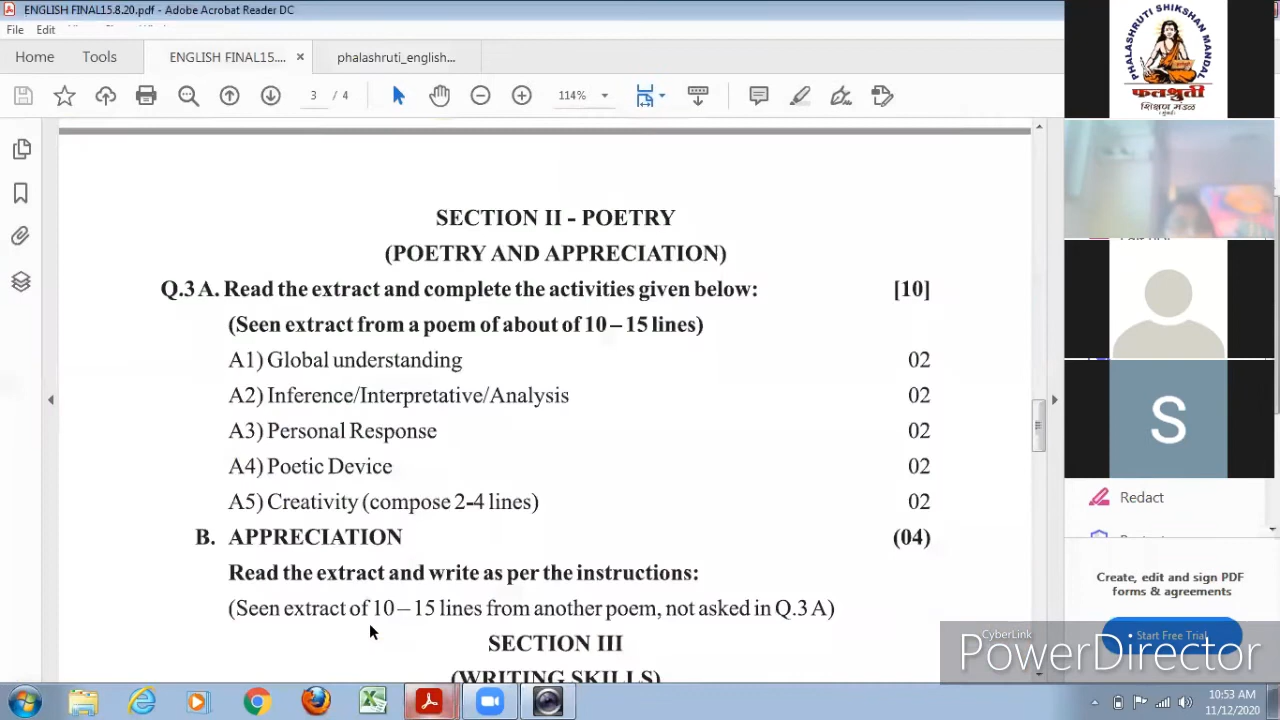 ENGLISH FINAL15.8.20.pdf - Adobe Acrobat Reader DC
File Edit
Home Tools ENGLISH FINAL15.... × phalashruti_english...
3 / 4 114%
SECTION II - POETRY
(POETRY AND APPRECIATION)
Q.3 A. Read the extract and complete the activities given below: [10]
(Seen extract from a poem of about of 10 – 15 lines)
A1) Global understanding 02
A2) Inference/Interpretative/Analysis 02
A3) Personal Response 02
A4) Poetic Device 02
A5) Creativity (compose 2-4 lines) 02
B. APPRECIATION (04)
Read the extract and write as per the instructions:
(Seen extract of 10 – 15 lines from another poem, not asked in Q.3 A)
SECTION III
(WRITING SKILLS)
PHALASHRUTI SHIKSHAN MANDAL
फलश्रुती
शिक्षण मंडळ
S
Redact
Create, edit and sign PDF
forms & agreements
Start Free Trial
CyberLink
PowerDirector
10:53 AM
11/12/2020